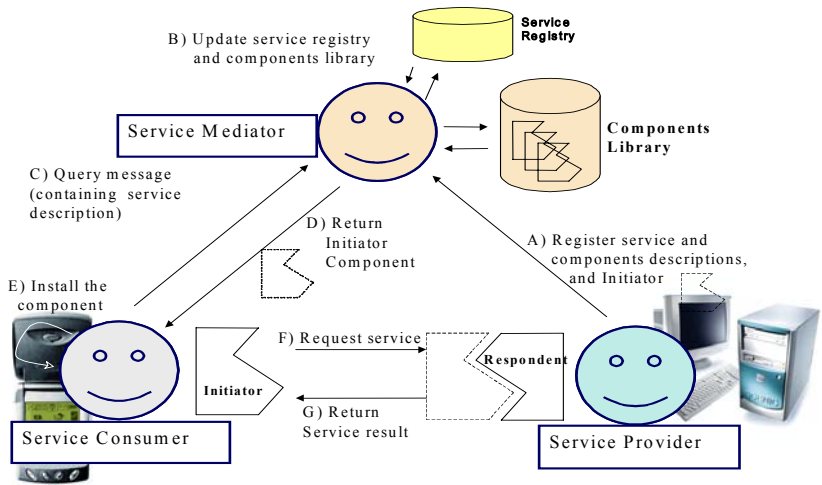 Service
Registry
B) Update service registry
and components library
Service Mediator
Components
Library
C) Query message
(containing service
description)
D) Return
Initiator
Component
A) Register service and
components descriptions,
and Initiator
E) Install the
component
F) Request service
Respondent
Initiator
G) Return
Service result
Service Consumer
Service Provider